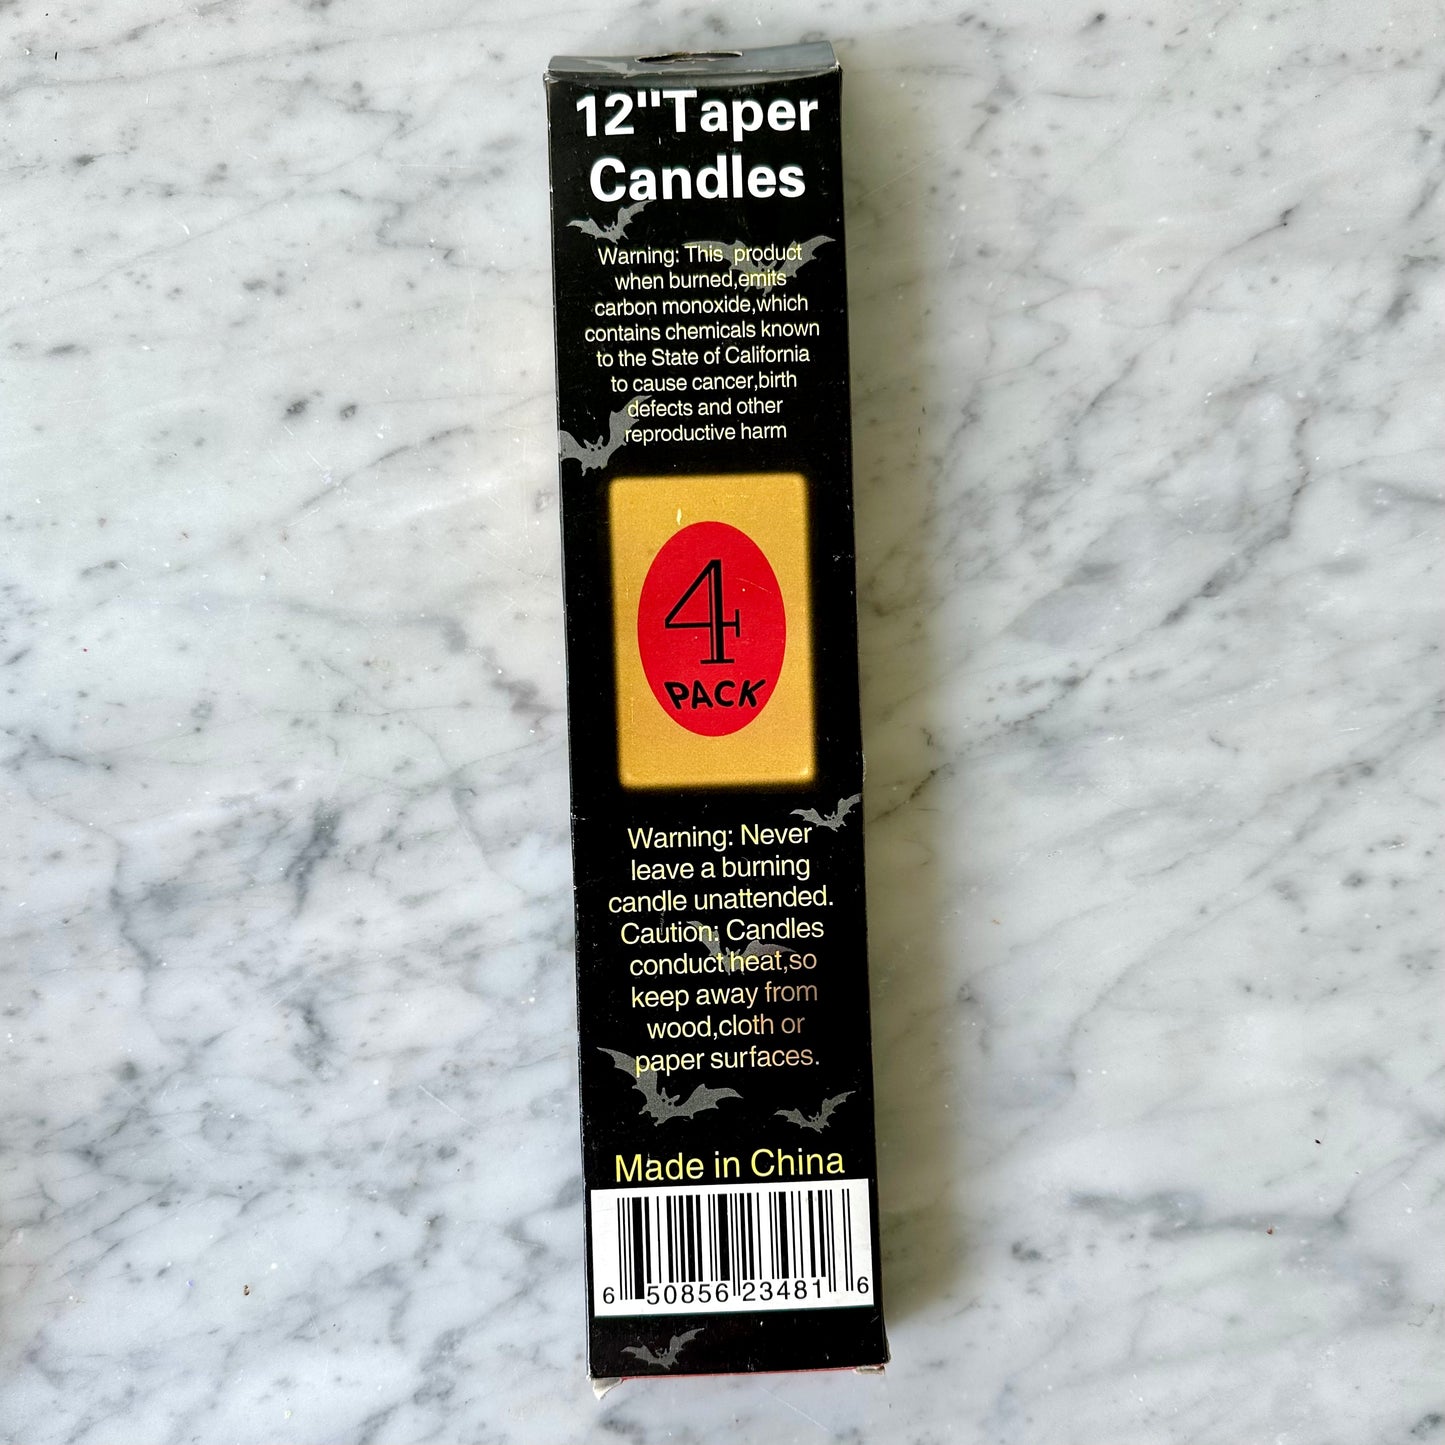 12"Taper
Candles
Warning: This product
when burned,emits
carbon monoxide,which
contains chemicals known
to the State of California
to cause cancer,birth
defects and other
reproductive harm
4
PACK
Warning: Never
leave a burning
candle unattended.
Caution: Candles
conduct heat,so
keep away from
wood,cloth or
paper surfaces.
Made in China
6 50856 23481 6